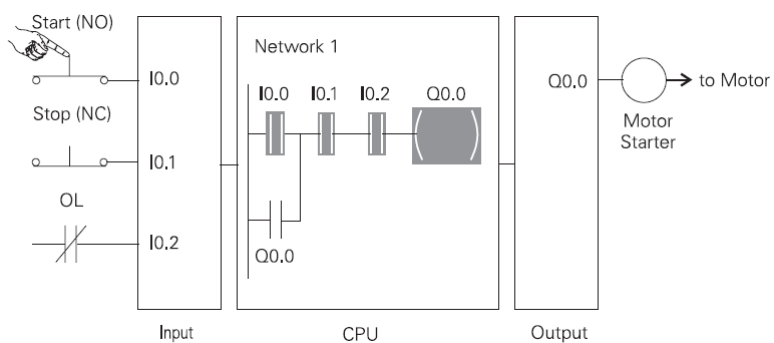 Start (NO)
I0.0
Stop (NC)
I0.1
OL
I0.2
Input
Network 1
I0.0 I0.1 I0.2 Q0.0
Q0.0
CPU
Q0.0
Output
to Motor
Motor
Starter